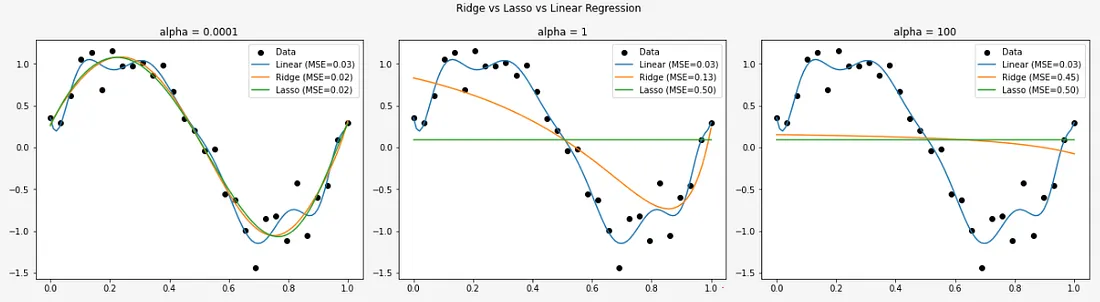 Ridge vs Lasso vs Linear Regression
alpha = 0.0001
Data
Linear (MSE=0.03)
Ridge (MSE=0.02)
Lasso (MSE=0.02)
1.0
0.5
0.0
−0.5
−1.0
−1.5
0.0 0.2 0.4 0.6 0.8 1.0
alpha = 1
Data
Linear (MSE=0.03)
Ridge (MSE=0.13)
Lasso (MSE=0.50)
1.0
0.5
0.0
−0.5
−1.0
−1.5
0.0 0.2 0.4 0.6 0.8 1.0
alpha = 100
Data
Linear (MSE=0.03)
Ridge (MSE=0.45)
Lasso (MSE=0.50)
1.0
0.5
0.0
−0.5
−1.0
−1.5
0.0 0.2 0.4 0.6 0.8 1.0